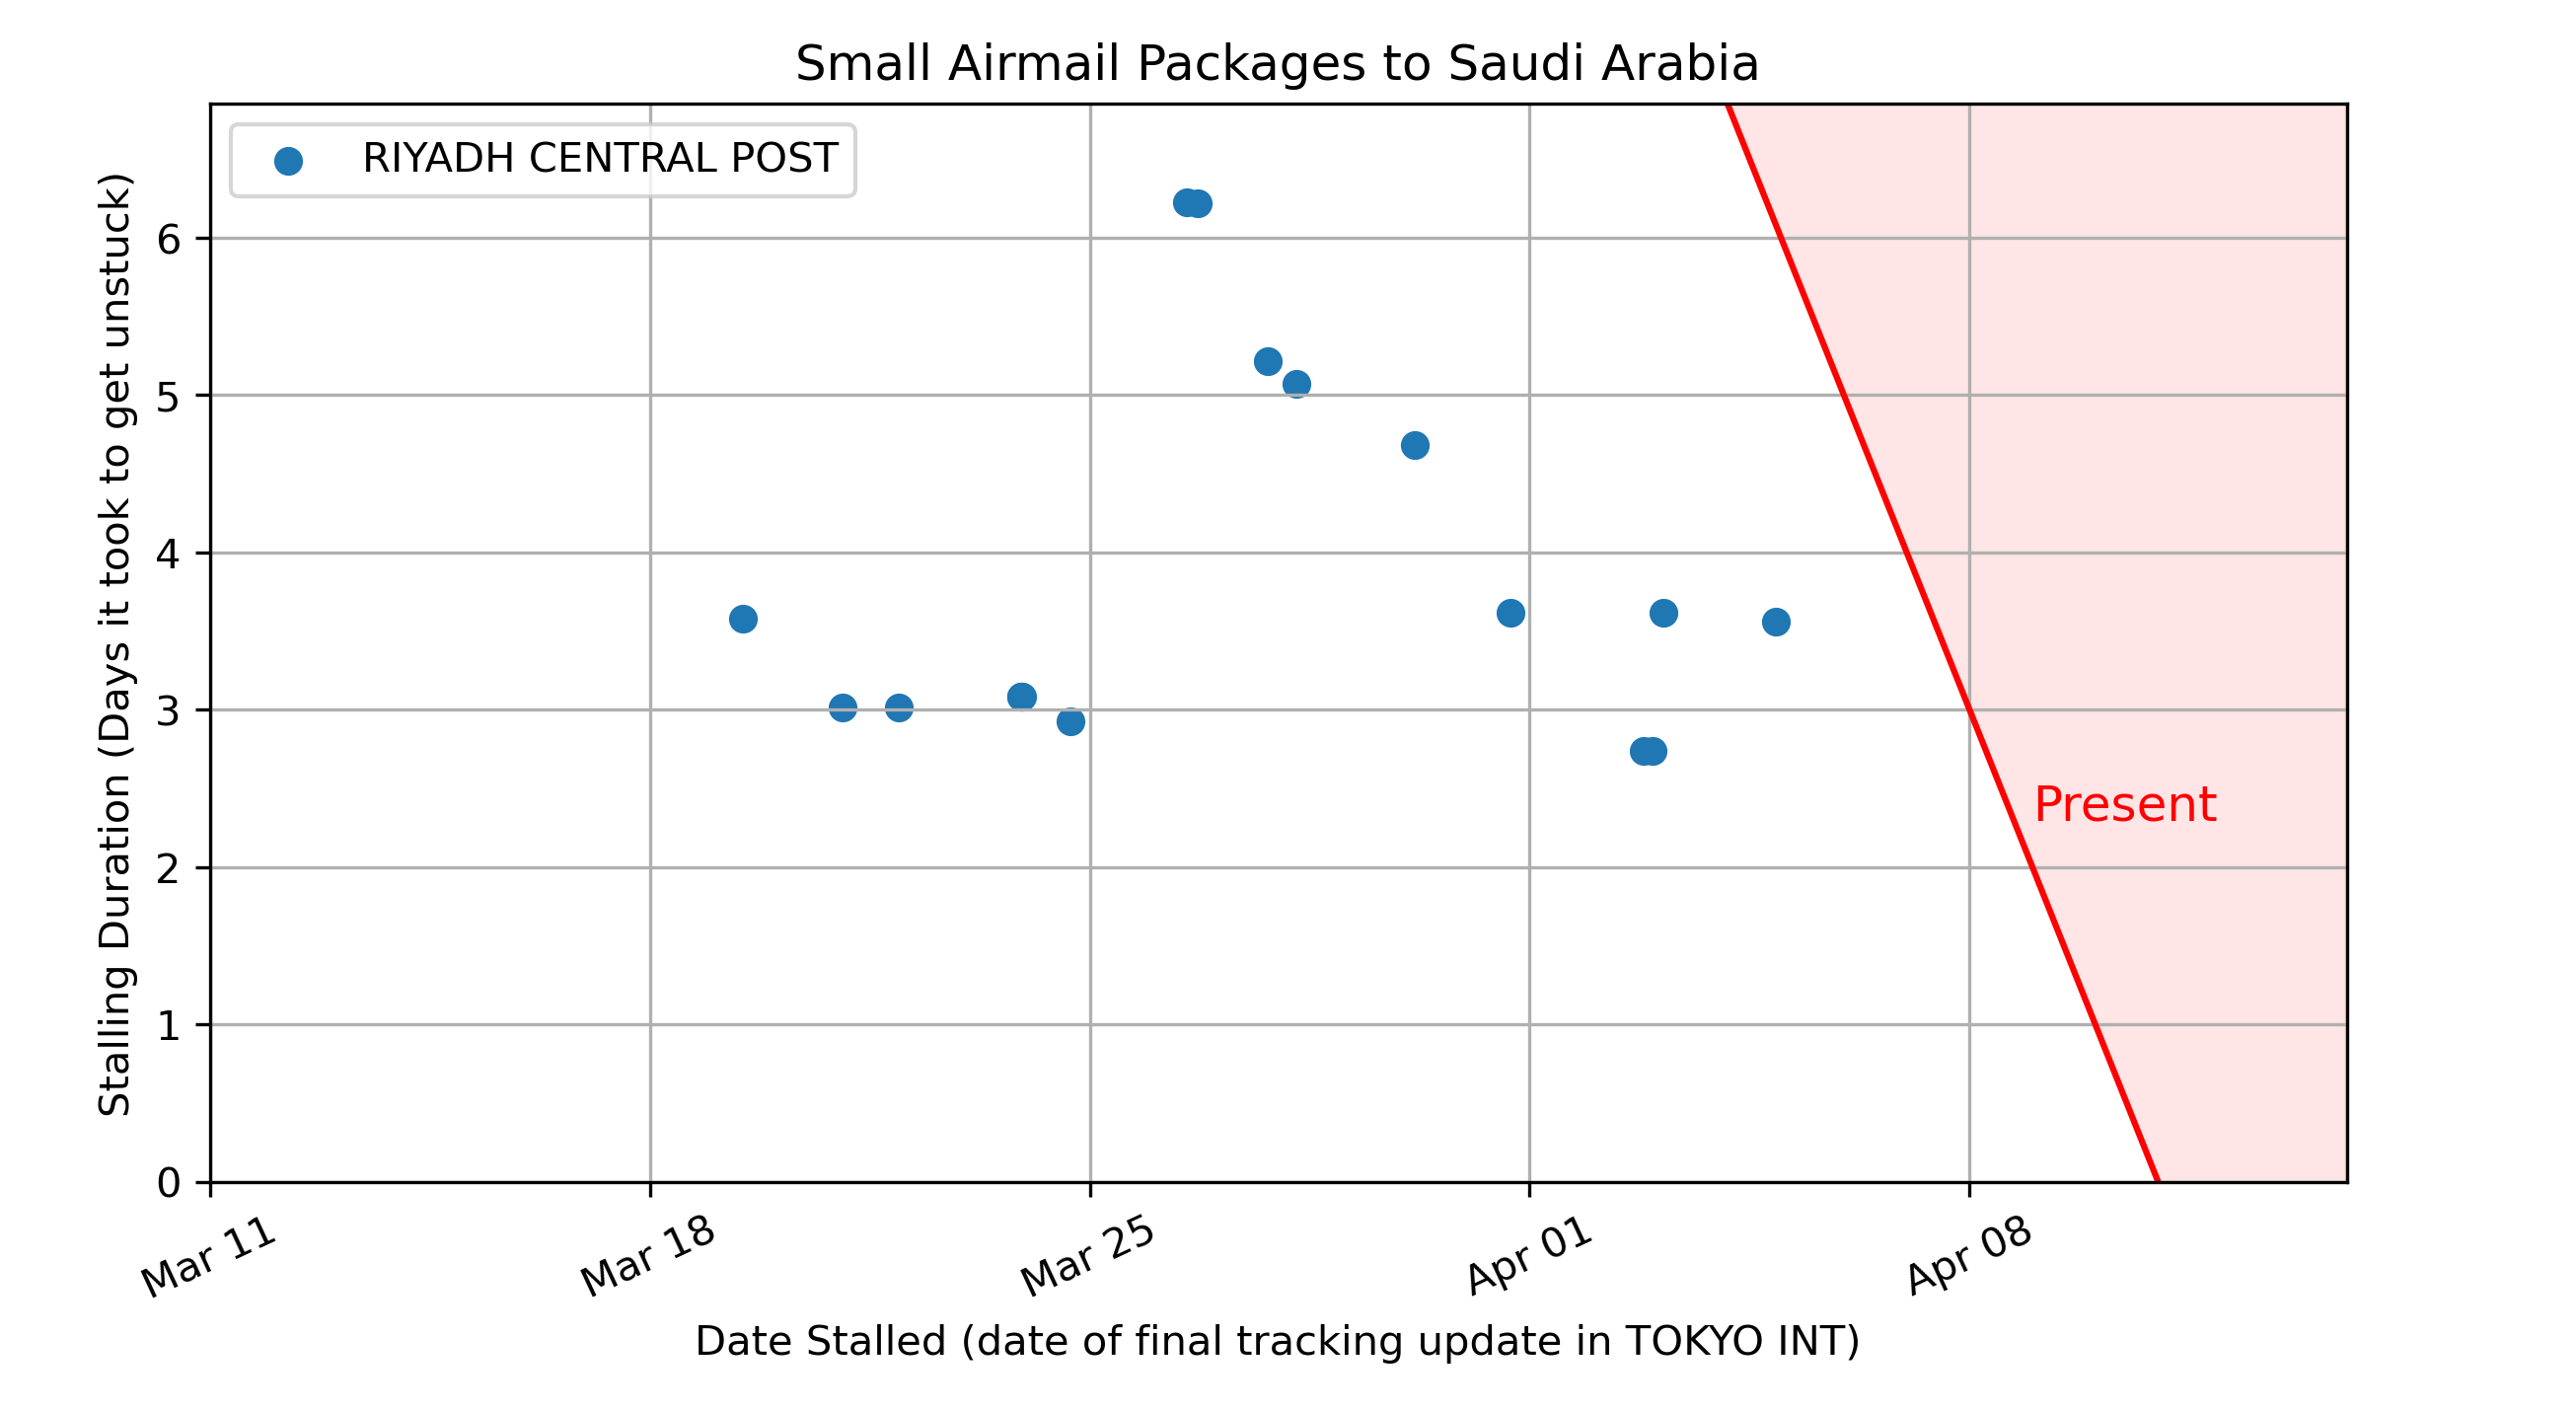 Small Airmail Packages to Saudi Arabia
RIYADH CENTRAL POST
Stalling Duration (Days it took to get unstuck)
6
5
4
3
2
1
0
Present
Mar 11
Mar 18
Mar 25
Apr 01
Apr 08
Date Stalled (date of final tracking update in TOKYO INT)